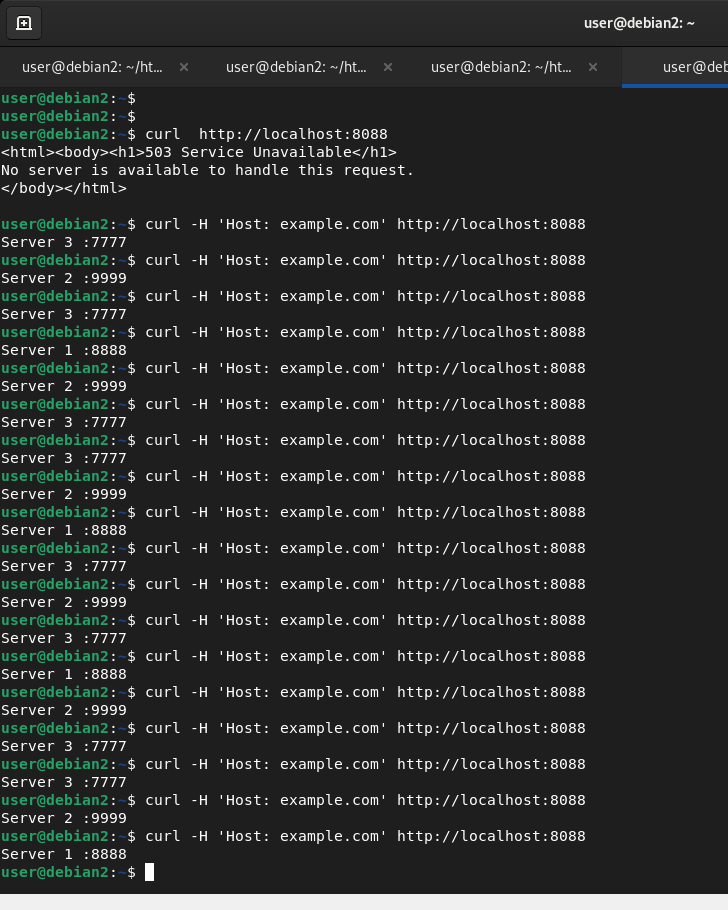 user@debian2: ~
user@debian2: ~/ht... × user@debian2: ~/ht... × user@debian2: ~/ht... × user@deb
user@debian2:~$
user@debian2:~$
user@debian2:~$ curl  http://localhost:8088
<html><body><h1>503 Service Unavailable</h1>
No server is available to handle this request.
</body></html>
user@debian2:~$ curl -H 'Host: example.com' http://localhost:8088
Server 3 :7777
user@debian2:~$ curl -H 'Host: example.com' http://localhost:8088
Server 2 :9999
user@debian2:~$ curl -H 'Host: example.com' http://localhost:8088
Server 3 :7777
user@debian2:~$ curl -H 'Host: example.com' http://localhost:8088
Server 1 :8888
user@debian2:~$ curl -H 'Host: example.com' http://localhost:8088
Server 2 :9999
user@debian2:~$ curl -H 'Host: example.com' http://localhost:8088
Server 3 :7777
user@debian2:~$ curl -H 'Host: example.com' http://localhost:8088
Server 3 :7777
user@debian2:~$ curl -H 'Host: example.com' http://localhost:8088
Server 2 :9999
user@debian2:~$ curl -H 'Host: example.com' http://localhost:8088
Server 1 :8888
user@debian2:~$ curl -H 'Host: example.com' http://localhost:8088
Server 3 :7777
user@debian2:~$ curl -H 'Host: example.com' http://localhost:8088
Server 2 :9999
user@debian2:~$ curl -H 'Host: example.com' http://localhost:8088
Server 3 :7777
user@debian2:~$ curl -H 'Host: example.com' http://localhost:8088
Server 1 :8888
user@debian2:~$ curl -H 'Host: example.com' http://localhost:8088
Server 2 :9999
user@debian2:~$ curl -H 'Host: example.com' http://localhost:8088
Server 3 :7777
user@debian2:~$ curl -H 'Host: example.com' http://localhost:8088
Server 3 :7777
user@debian2:~$ curl -H 'Host: example.com' http://localhost:8088
Server 2 :9999
user@debian2:~$ curl -H 'Host: example.com' http://localhost:8088
Server 1 :8888
user@debian2:~$